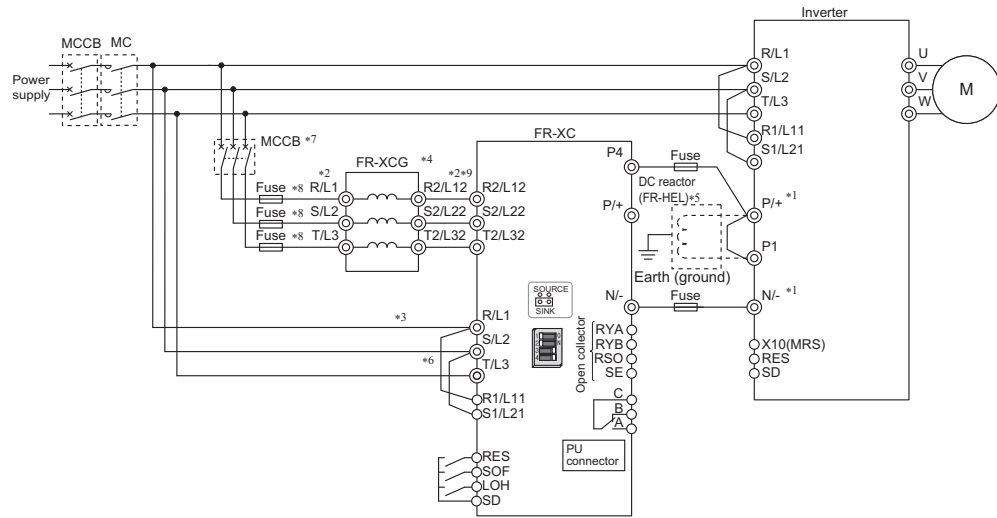 Inverter
MCCB MC
Power
supply
R/L1
S/L2
T/L3
R1/L11
S1/L21
U
V
W
M
MCCB *7
FR-XCG *4
FR-XC
*2
*2*9
Fuse *8 R/L1
Fuse *8 S/L2
Fuse *8 T/L3
R2/L12 R2/L12
S2/L22 S2/L22
T2/L32 T2/L32
P4
P/+
Fuse
DC reactor
(FR-HEL)*5
Earth (ground)
P/+ *1
P1
N/-
Fuse
N/- *1
SOURCE
SINK
*3
*6
R/L1
S/L2
T/L3
R1/L11
S1/L21
Open collector
RYA
RYB
RSO
SE
C
B
A
X10(MRS)
RES
SD
PU
connector
RES
SOF
LOH
SD